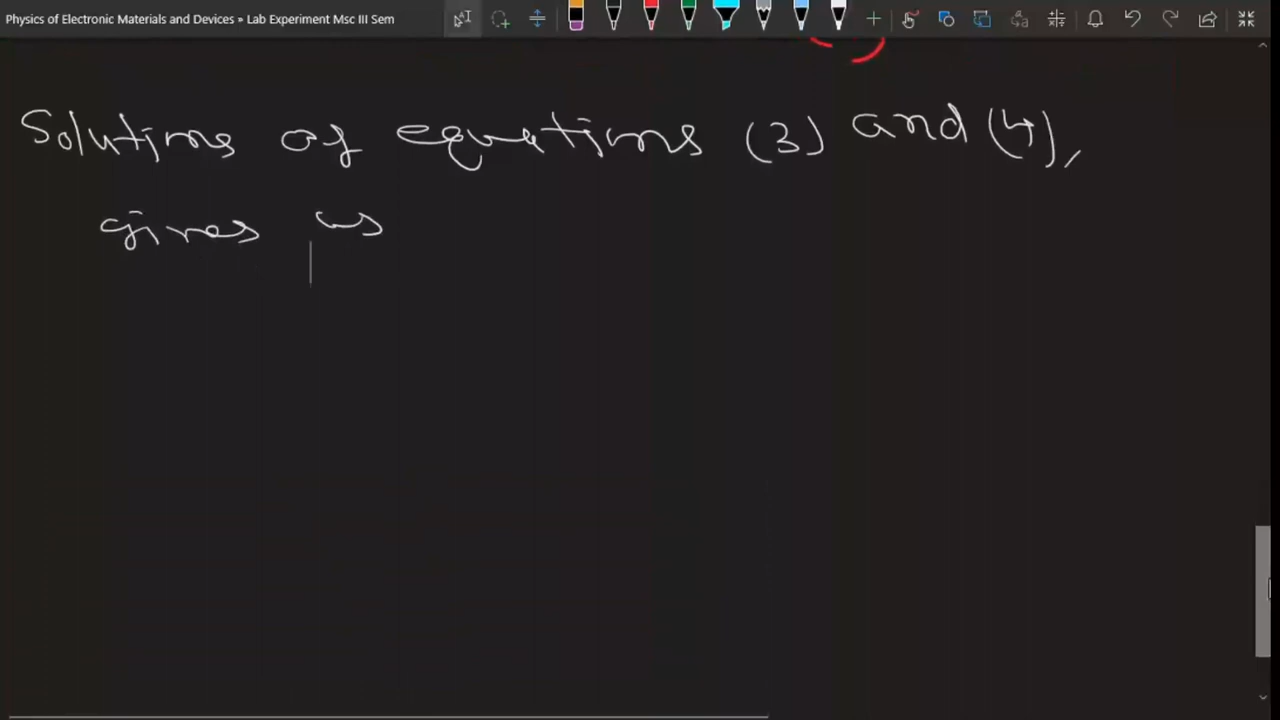 Physics of Electronic Materials and Devices » Lab Experiment Msc III Sem
Solutions of equations (3) and (4),
gives us